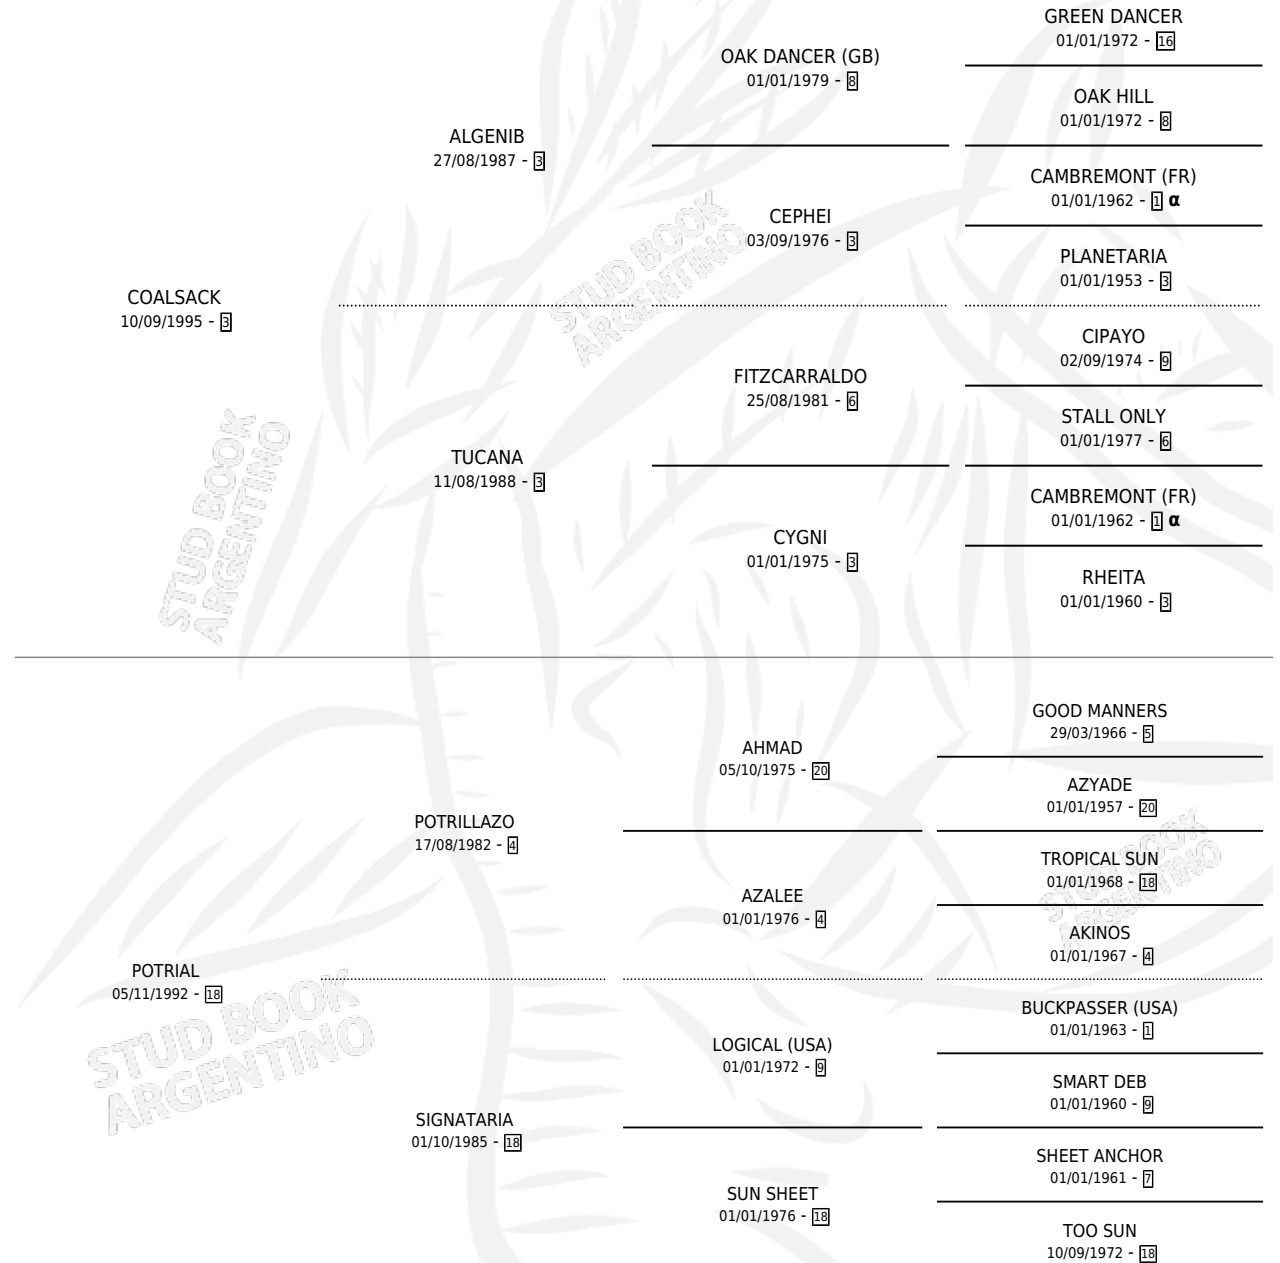 GREEN DANCER
01/01/1972 - 16
OAK DANCER (GB)
01/01/1979 - 8
OAK HILL
01/01/1972 - 8
ALGENIB
27/08/1987 - 3
CAMBREMONT (FR)
01/01/1962 - 1 α
CEPHEI
03/09/1976 - 3
PLANETARIA
01/01/1953 - 3
COALSACK
10/09/1995 - 3
CIPAYO
02/09/1974 - 9
FITZCARRALDO
25/08/1981 - 6
STALL ONLY
01/01/1977 - 6
TUCANA
11/08/1988 - 3
CAMBREMONT (FR)
01/01/1962 - 1 α
CYGNI
01/01/1975 - 3
RHEITA
01/01/1960 - 3
STUD BOOK
ARGENTINO
STUD BOOK
ARGENTINO
GOOD MANNERS
29/03/1966 - 5
AHMAD
05/10/1975 - 20
AZYADE
01/01/1957 - 20
POTRILLAZO
17/08/1982 - 4
TROPICAL SUN
01/01/1968 - 18
AZALEE
01/01/1976 - 4
AKINOS
01/01/1967 - 4
POTRIAL
05/11/1992 - 18
BUCKPASSER (USA)
01/01/1963 - 1
LOGICAL (USA)
01/01/1972 - 9
SMART DEB
01/01/1960 - 9
SIGNATARIA
01/10/1985 - 18
SHEET ANCHOR
01/01/1961 - 7
SUN SHEET
01/01/1976 - 18
TOO SUN
10/09/1972 - 18
STUD BOOK
ARGENTINO
STUD BOOK
ARGENTINO